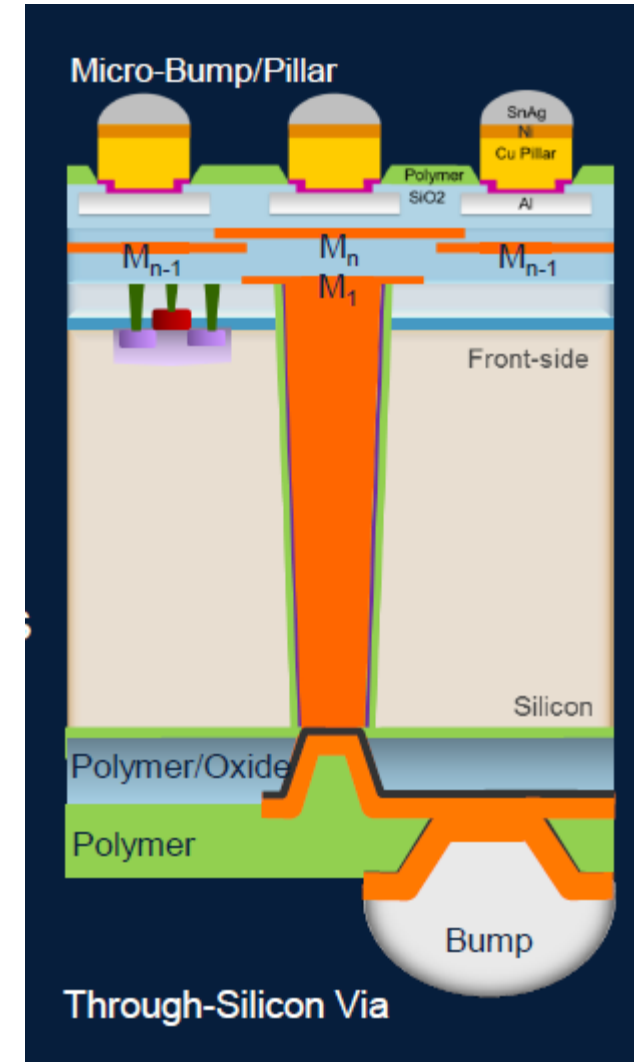 Micro-Bump/Pillar
SnAg
Ni
Cu Pillar
Polymer
SiO2
Al
Mn-1
Mn
Mn-1
M1
Front-side
s
Silicon
Polymer/Oxide
Polymer
Bump
Through-Silicon Via